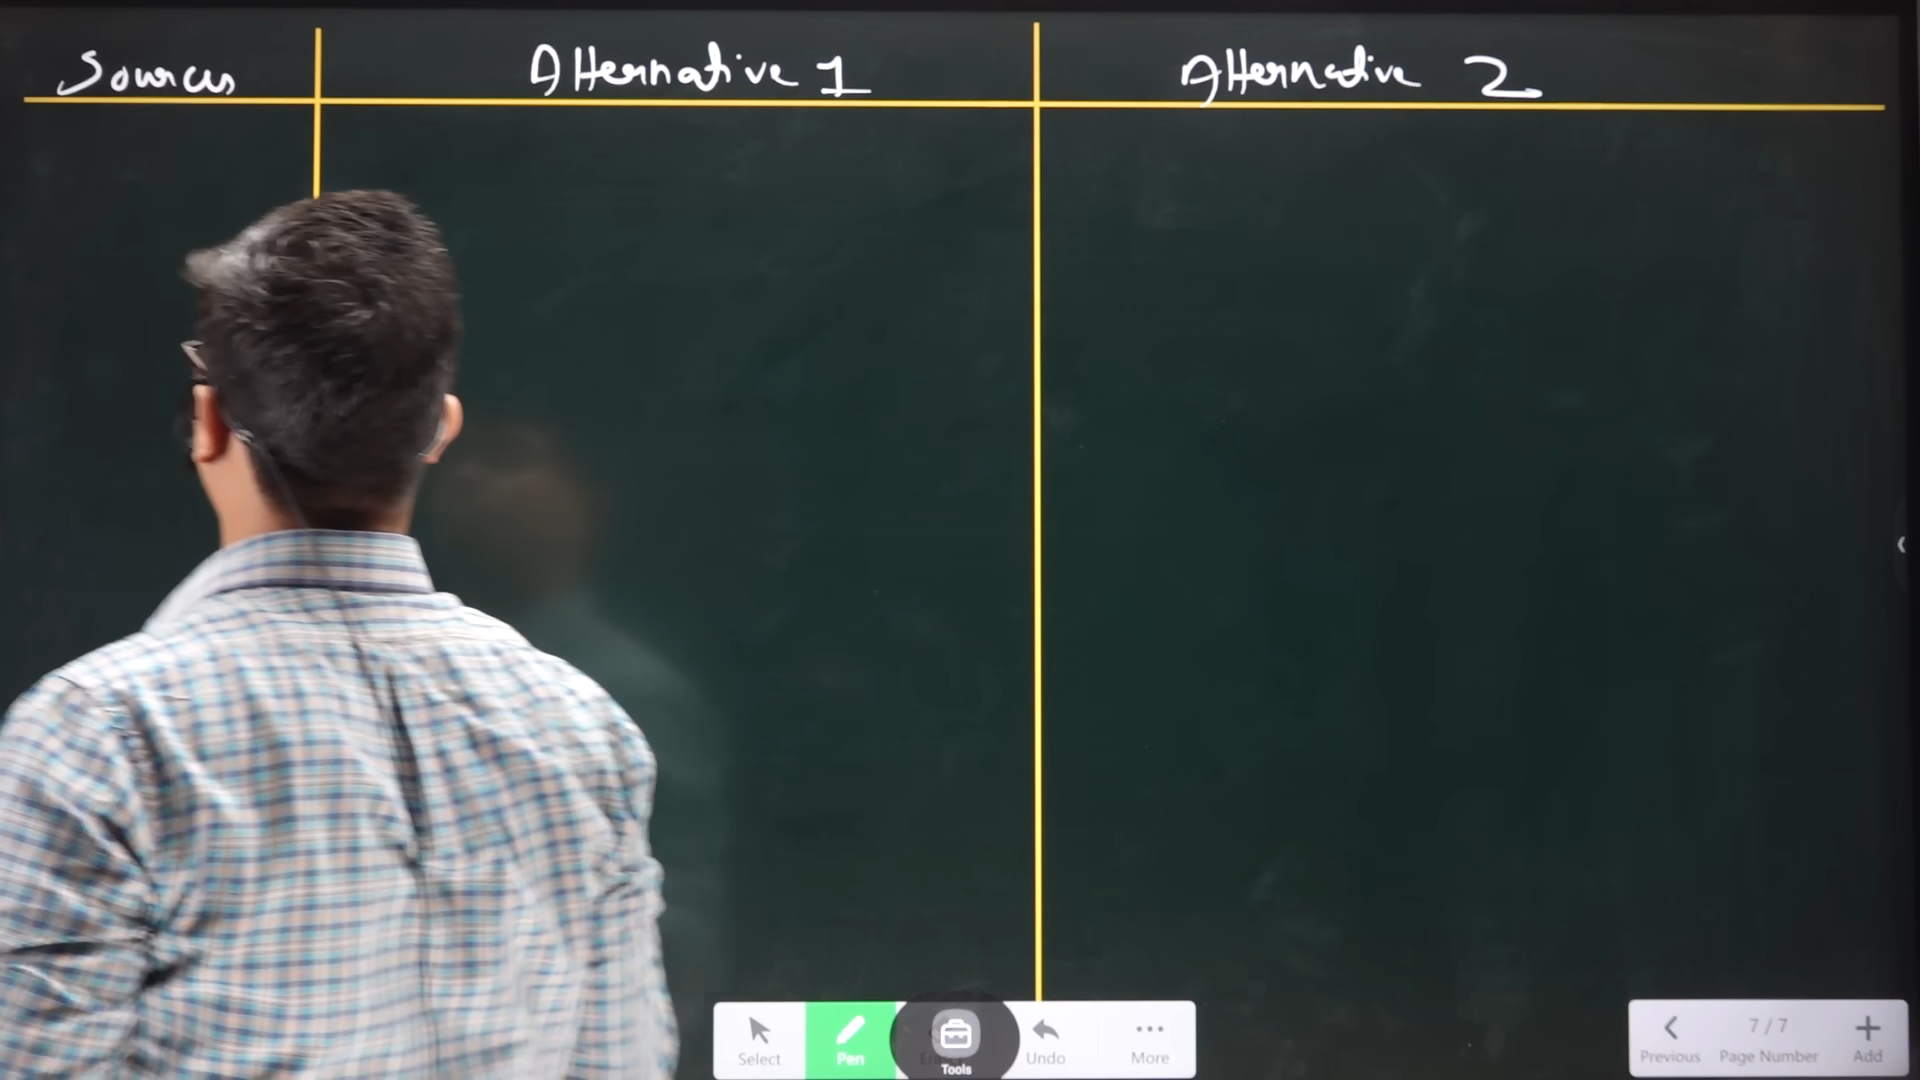 Sources Alternative 1 Alternative 2
Select Pen Tools Undo More
Previous 7 / 7 Page Number Add